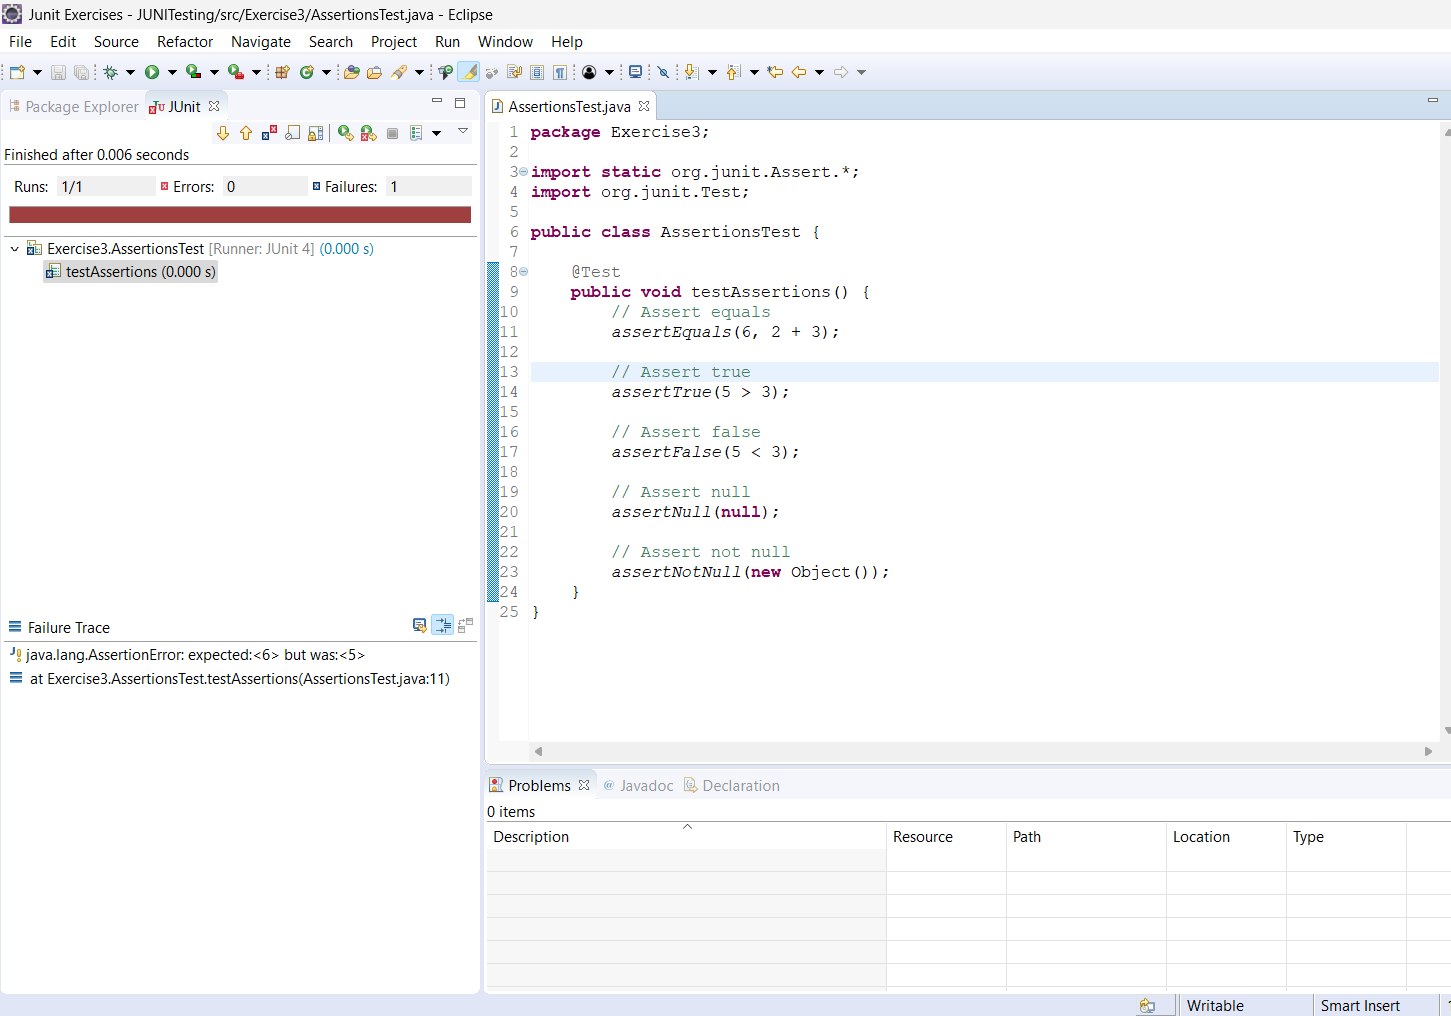 Junit Exercises - JUNITesting/src/Exercise3/AssertionsTest.java - Eclipse
File Edit Source Refactor Navigate Search Project Run Window Help
Package Explorer JUnit
Finished after 0.006 seconds
Runs: 1/1 Errors: 0 Failures: 1
Exercise3.AssertionsTest [Runner: JUnit 4] (0.000 s)
testAssertions (0.000 s)
Failure Trace
java.lang.AssertionError: expected:<6> but was:<5>
at Exercise3.AssertionsTest.testAssertions(AssertionsTest.java:11)
AssertionsTest.java
1 package Exercise3;
2
3 import static org.junit.Assert.*;
4 import org.junit.Test;
5
6 public class AssertionsTest {
7
8 @Test
9 public void testAssertions() {
10 // Assert equals
11 assertEquals(6, 2 + 3);
12
13 // Assert true
14 assertTrue(5 > 3);
15
16 // Assert false
17 assertFalse(5 < 3);
18
19 // Assert null
20 assertNull(null);
21
22 // Assert not null
23 assertNotNull(new Object());
24 }
25 }
Problems @ Javadoc Declaration
0 items
Description Resource Path Location Type
Writable Smart Insert